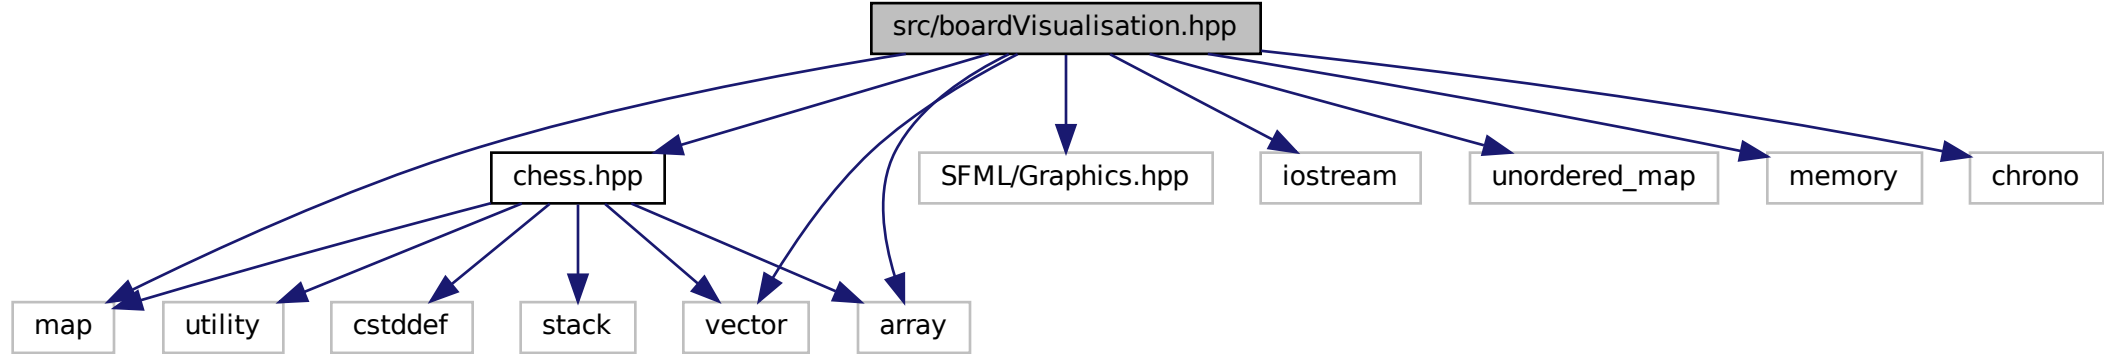 src/boardVisualisation.hpp
chess.hpp
SFML/Graphics.hpp
iostream
unordered_map
memory
chrono
map
utility
cstddef
stack
vector
array